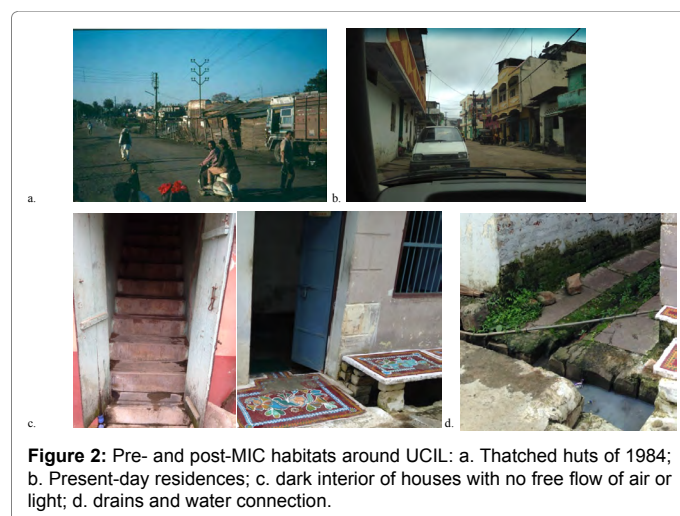 a.
b.
c.
d.
Figure 2: Pre- and post-MIC habitats around UCIL: a. Thatched huts of 1984;
b. Present-day residences; c. dark interior of houses with no free flow of air or
light; d. drains and water connection.